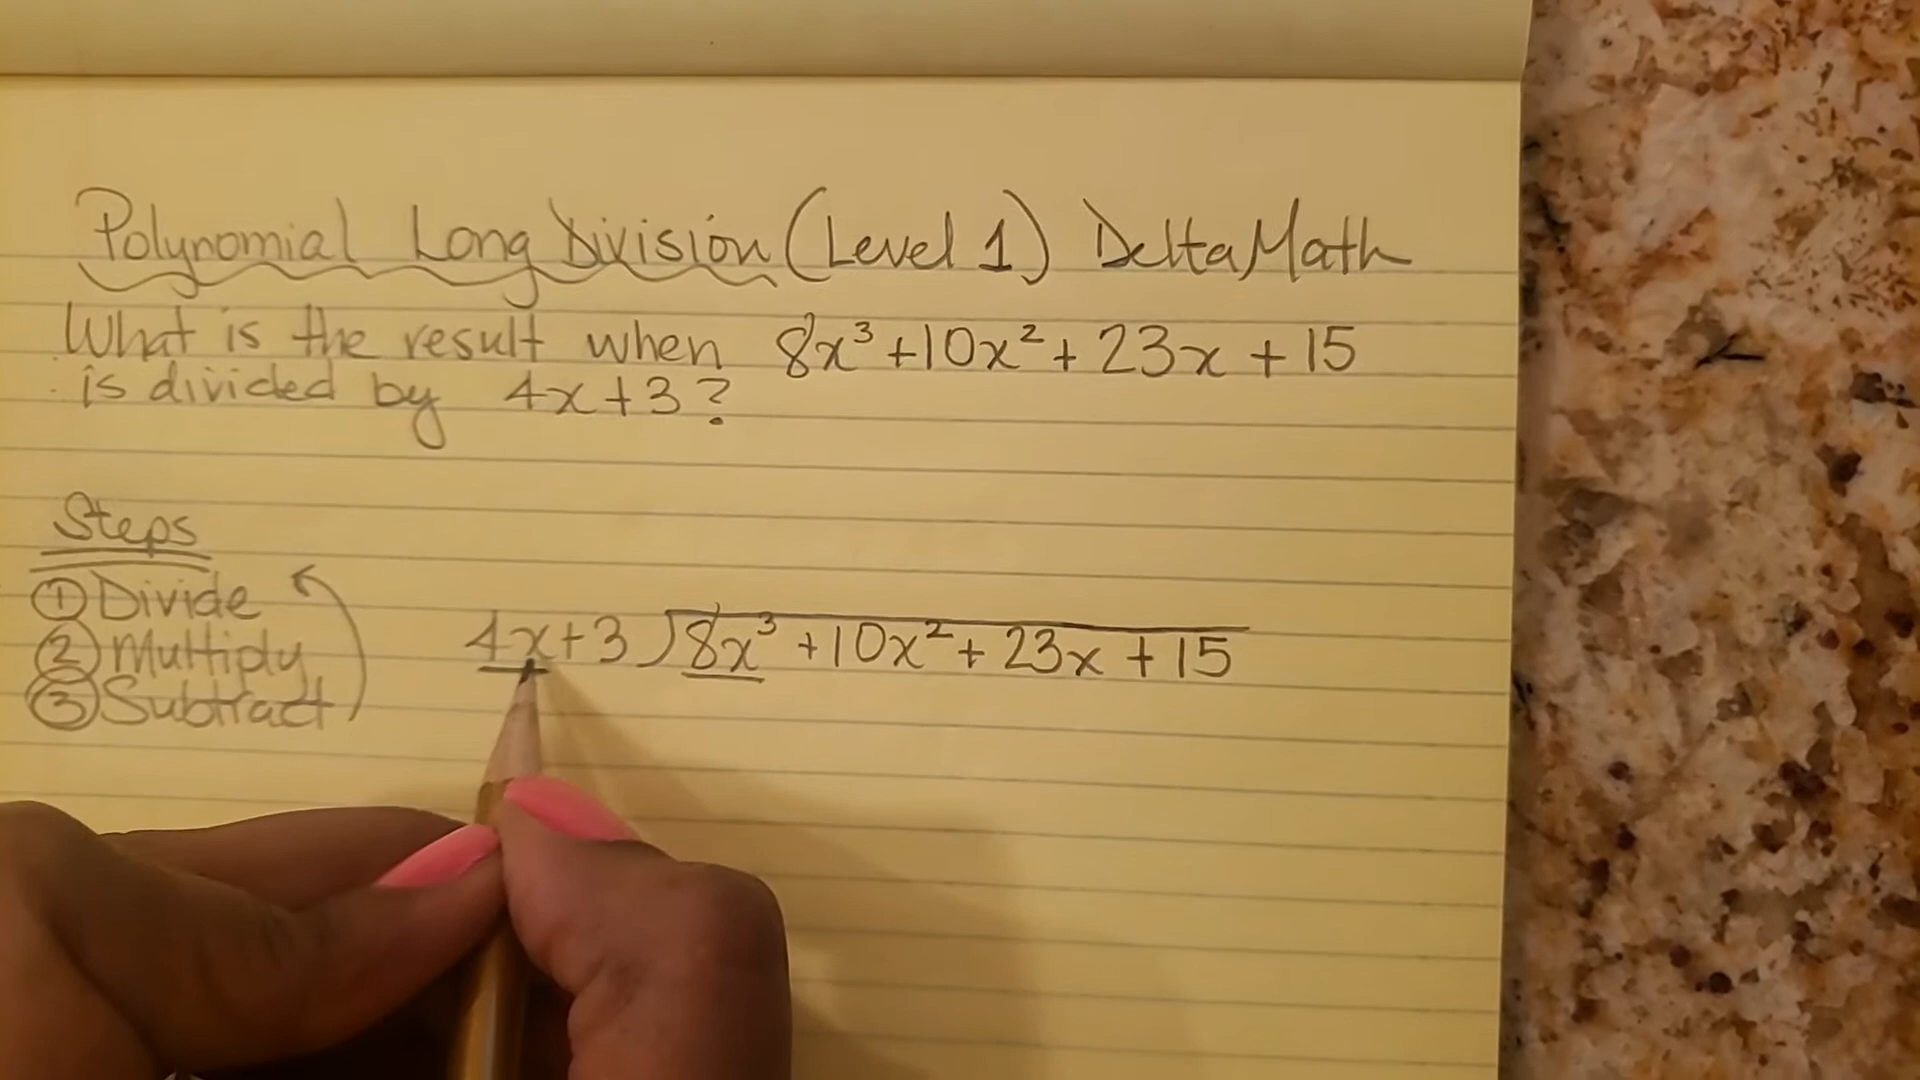 Polynomial Long Division (Level 1) DeltaMath
What is the result when 8x³+10x²+23x+15
is divided by 4x+3?
Steps
① Divide
② Multiply
③ Subtract
4x+3 8x³+10x²+23x+15